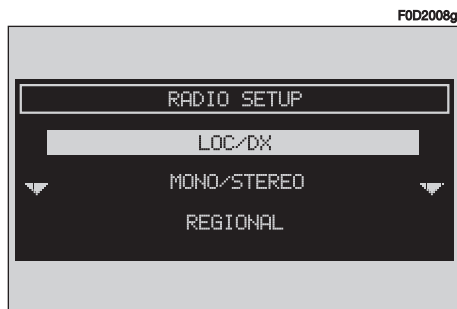 F0D2008g
RADIO SETUP
LOC/DX
MONO/STEREO
REGIONAL